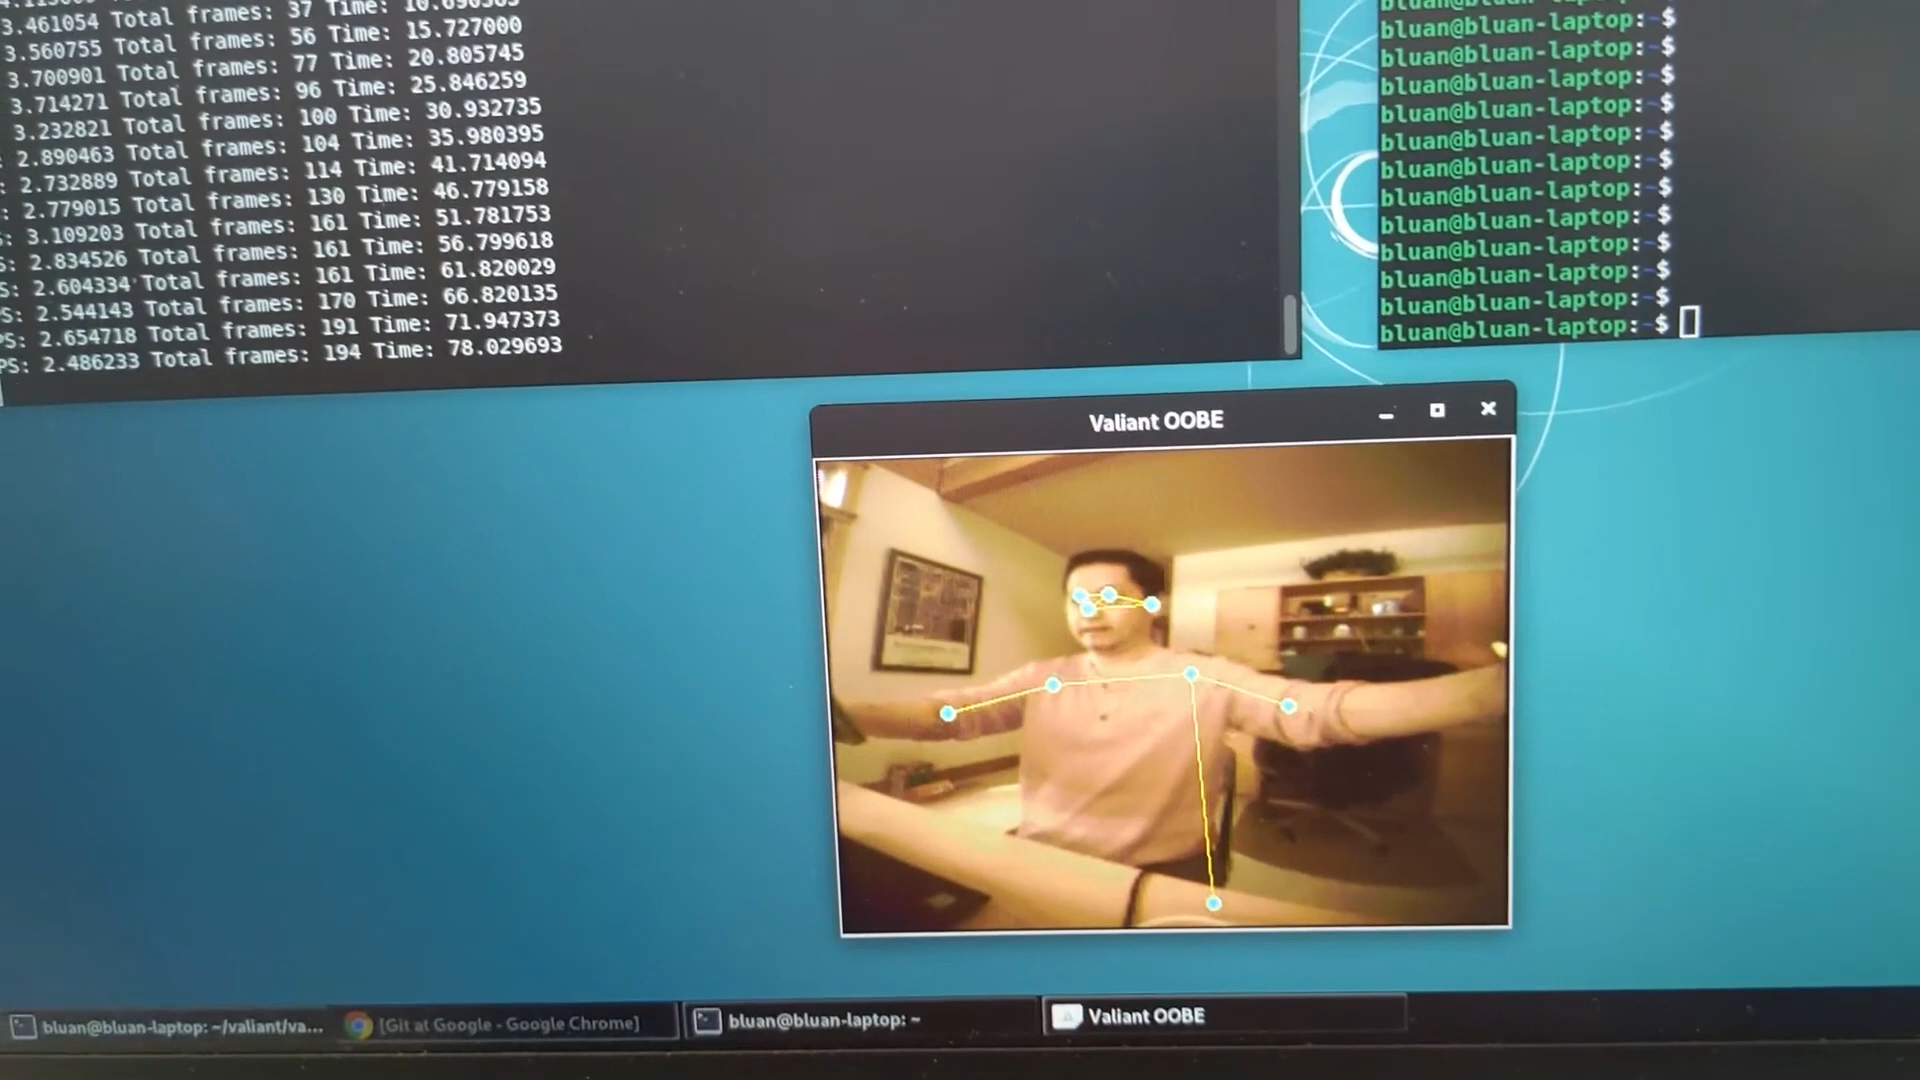 3.461054 Total frames: 37 Time:
3.560755 Total frames: 56 Time: 15.727000
3.700901 Total frames: 77 Time: 20.805745
3.714271 Total frames: 96 Time: 25.846259
3.232821 Total frames: 100 Time: 30.932735
2.890463 Total frames: 104 Time: 35.980395
: 2.732889 Total frames: 114 Time: 41.714094
: 2.779015 Total frames: 130 Time: 46.779158
S: 3.109203 Total frames: 161 Time: 51.781753
S: 2.834526 Total frames: 161 Time: 56.799618
S: 2.604334 Total frames: 161 Time: 61.820029
S: 2.544143 Total frames: 170 Time: 66.820135
PS: 2.654718 Total frames: 191 Time: 71.947373
PS: 2.486233 Total frames: 194 Time: 78.029693
bluan@bluan-laptop:~$
bluan@bluan-laptop:~$
bluan@bluan-laptop:~$
bluan@bluan-laptop:~$
bluan@bluan-laptop:~$
bluan@bluan-laptop:~$
bluan@bluan-laptop:~$
bluan@bluan-laptop:~$
bluan@bluan-laptop:~$
bluan@bluan-laptop:~$
bluan@bluan-laptop:~$
bluan@bluan-laptop:~$
Valiant OOBE
bluan@bluan-laptop: ~/valiant/va...
[Git at Google - Google Chrome]
bluan@bluan-laptop: ~
Valiant OOBE